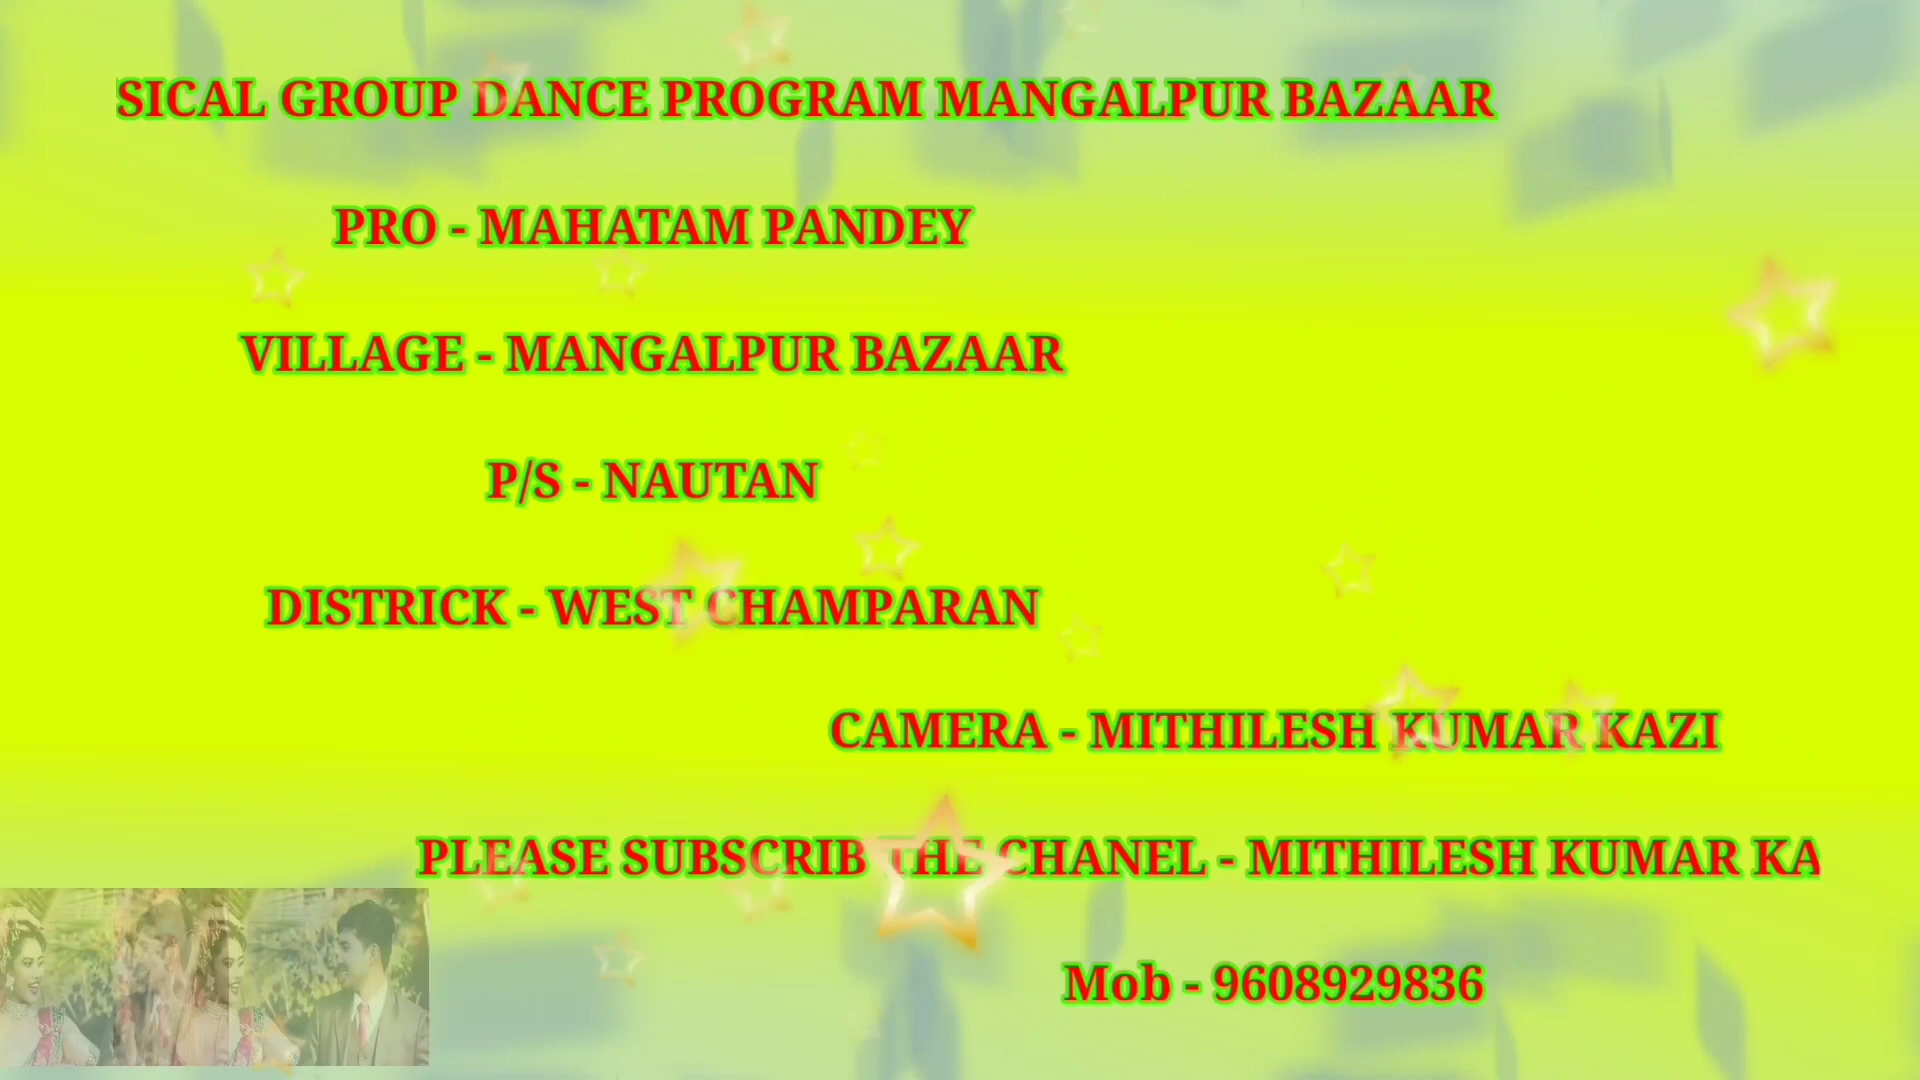 SICAL GROUP DANCE PROGRAM MANGALPUR BAZAAR
PRO - MAHATAM PANDEY
VILLAGE - MANGALPUR BAZAAR
P/S - NAUTAN
DISTRICK - WEST CHAMPARAN
CAMERA - MITHILESH KUMAR KAZI
PLEASE SUBSCRIB THE CHANEL - MITHILESH KUMAR KA
Mob - 9608929836